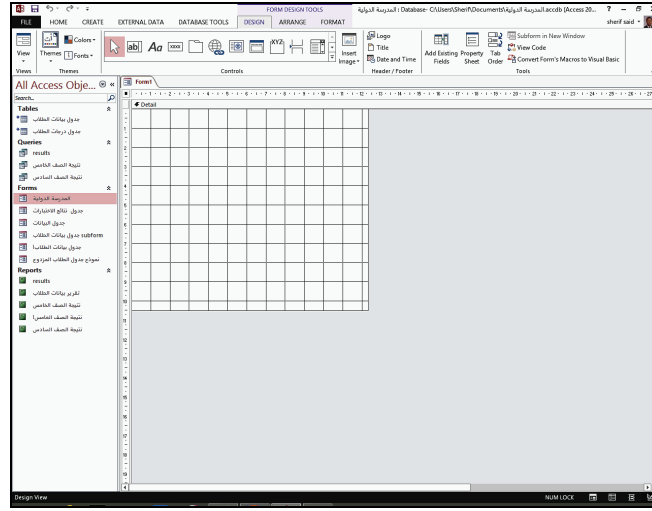 FORM DESIGN TOOLS
المدرسة الدولية : Database- C:\Users\Sherif\Documents\المدرسة الدولية.accdb (Access 20...
FILE HOME CREATE EXTERNAL DATA DATABASE TOOLS DESIGN ARRANGE FORMAT
sherif said
View
Themes
Colors
Fonts
ab Aa xxxx XYZ
Insert Image
Logo
Title
Date and Time
Add Existing Fields
Property Sheet
Tab Order
Subform in New Window
View Code
Convert Form's Macros to Visual Basic
Views Themes Controls Header / Footer Tools
All Access Obje...
Search...
Tables
جدول بيانات الطلاب
جدول درجات الطلاب
Queries
results
نتيجة الصف الخامس
نتيجة الصف السادس
Forms
المدرسة الدولية
جدول نتائج الاختبارات
جدول البيانات
جدول بيانات الطلاب subform
جدول بيانات الطلاب1
نموذج جدول الطلاب المزدوج
Reports
results
تقرير بيانات الطلاب
نتيجة الصف الخامس
نتيجة الصف الخامس1
نتيجة الصف السادس
Form1
Detail
Design View
NUM LOCK